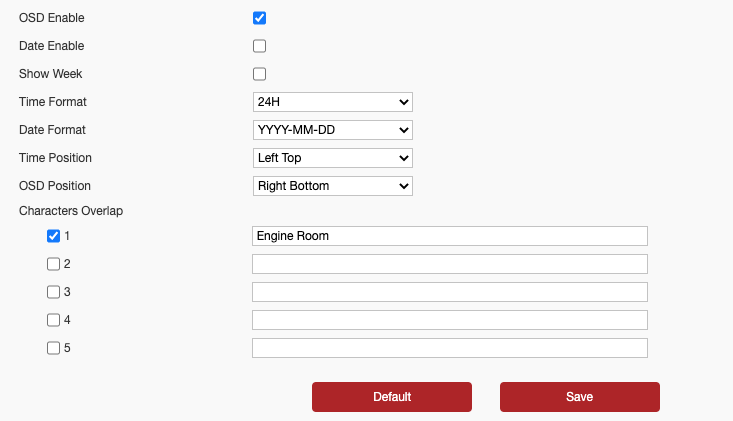 OSD Enable
Date Enable
Show Week
Time Format 24H
Date Format YYYY-MM-DD
Time Position Left Top
OSD Position Right Bottom
Characters Overlap
1 Engine Room
2
3
4
5
Default Save